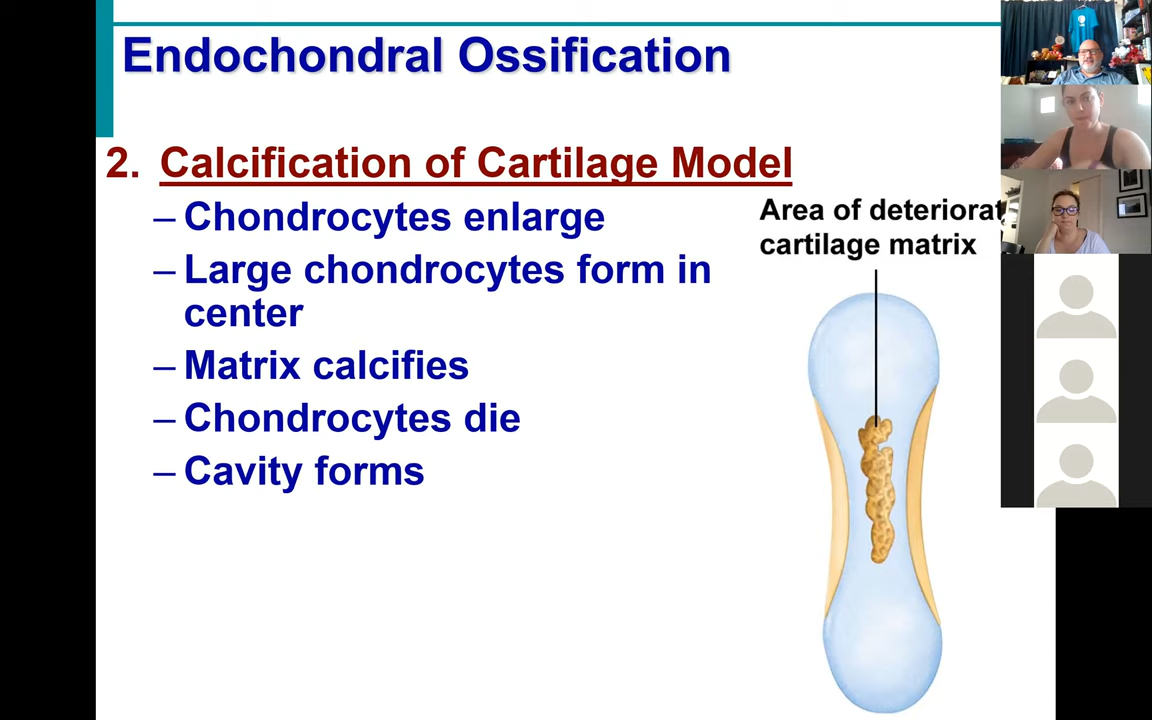 Endochondral Ossification
2. Calcification of Cartilage Model
– Chondrocytes enlarge
– Large chondrocytes form in
center
– Matrix calcifies
– Chondrocytes die
– Cavity forms
Area of deteriorat
cartilage matrix